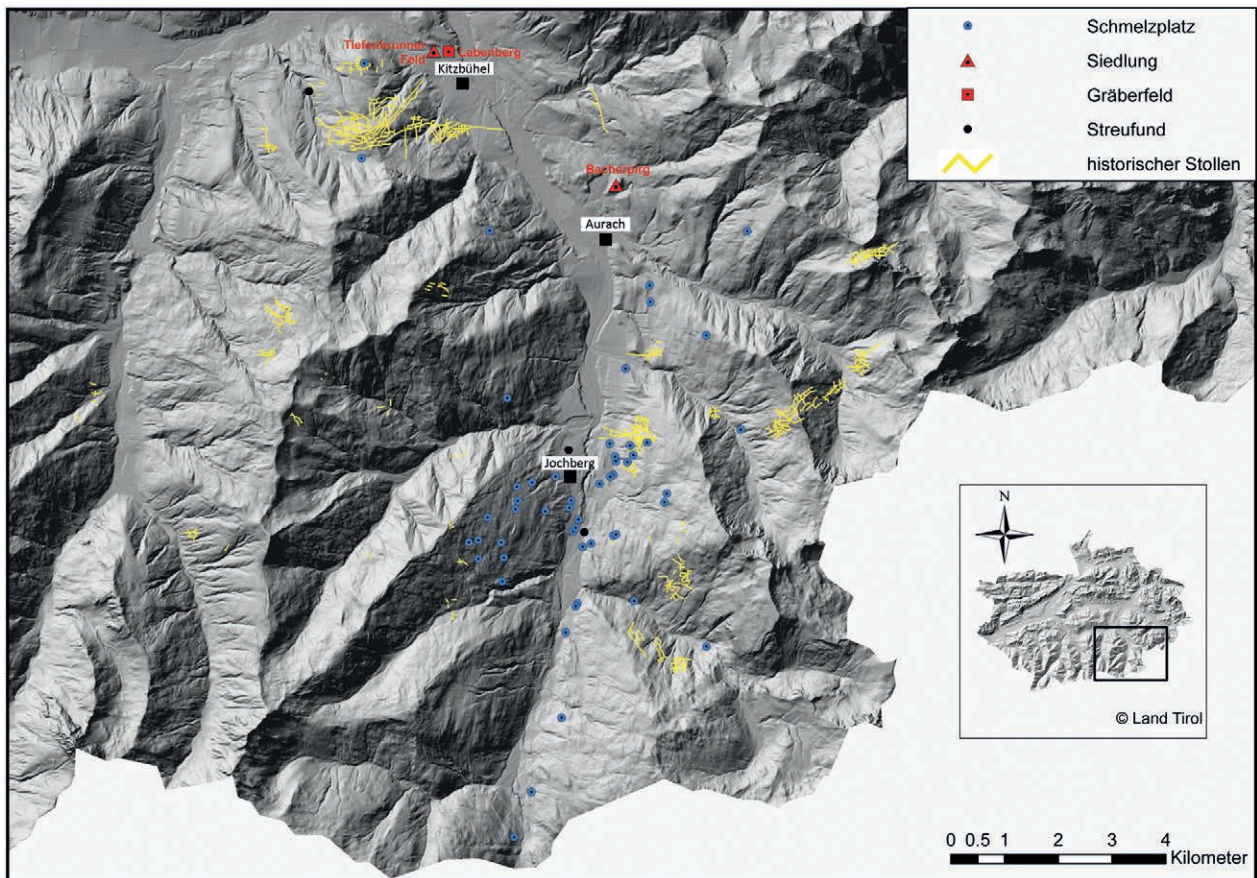 Schmelzplatz
Siedlung
Gräberfeld
Streufund
historischer Stollen
Tiefenbrunner
Feld
Lebenberg
Kitzbühel
Bacherpirg
Aurach
Jochberg
N
© Land Tirol
0 0.5 1 2 3 4
Kilometer